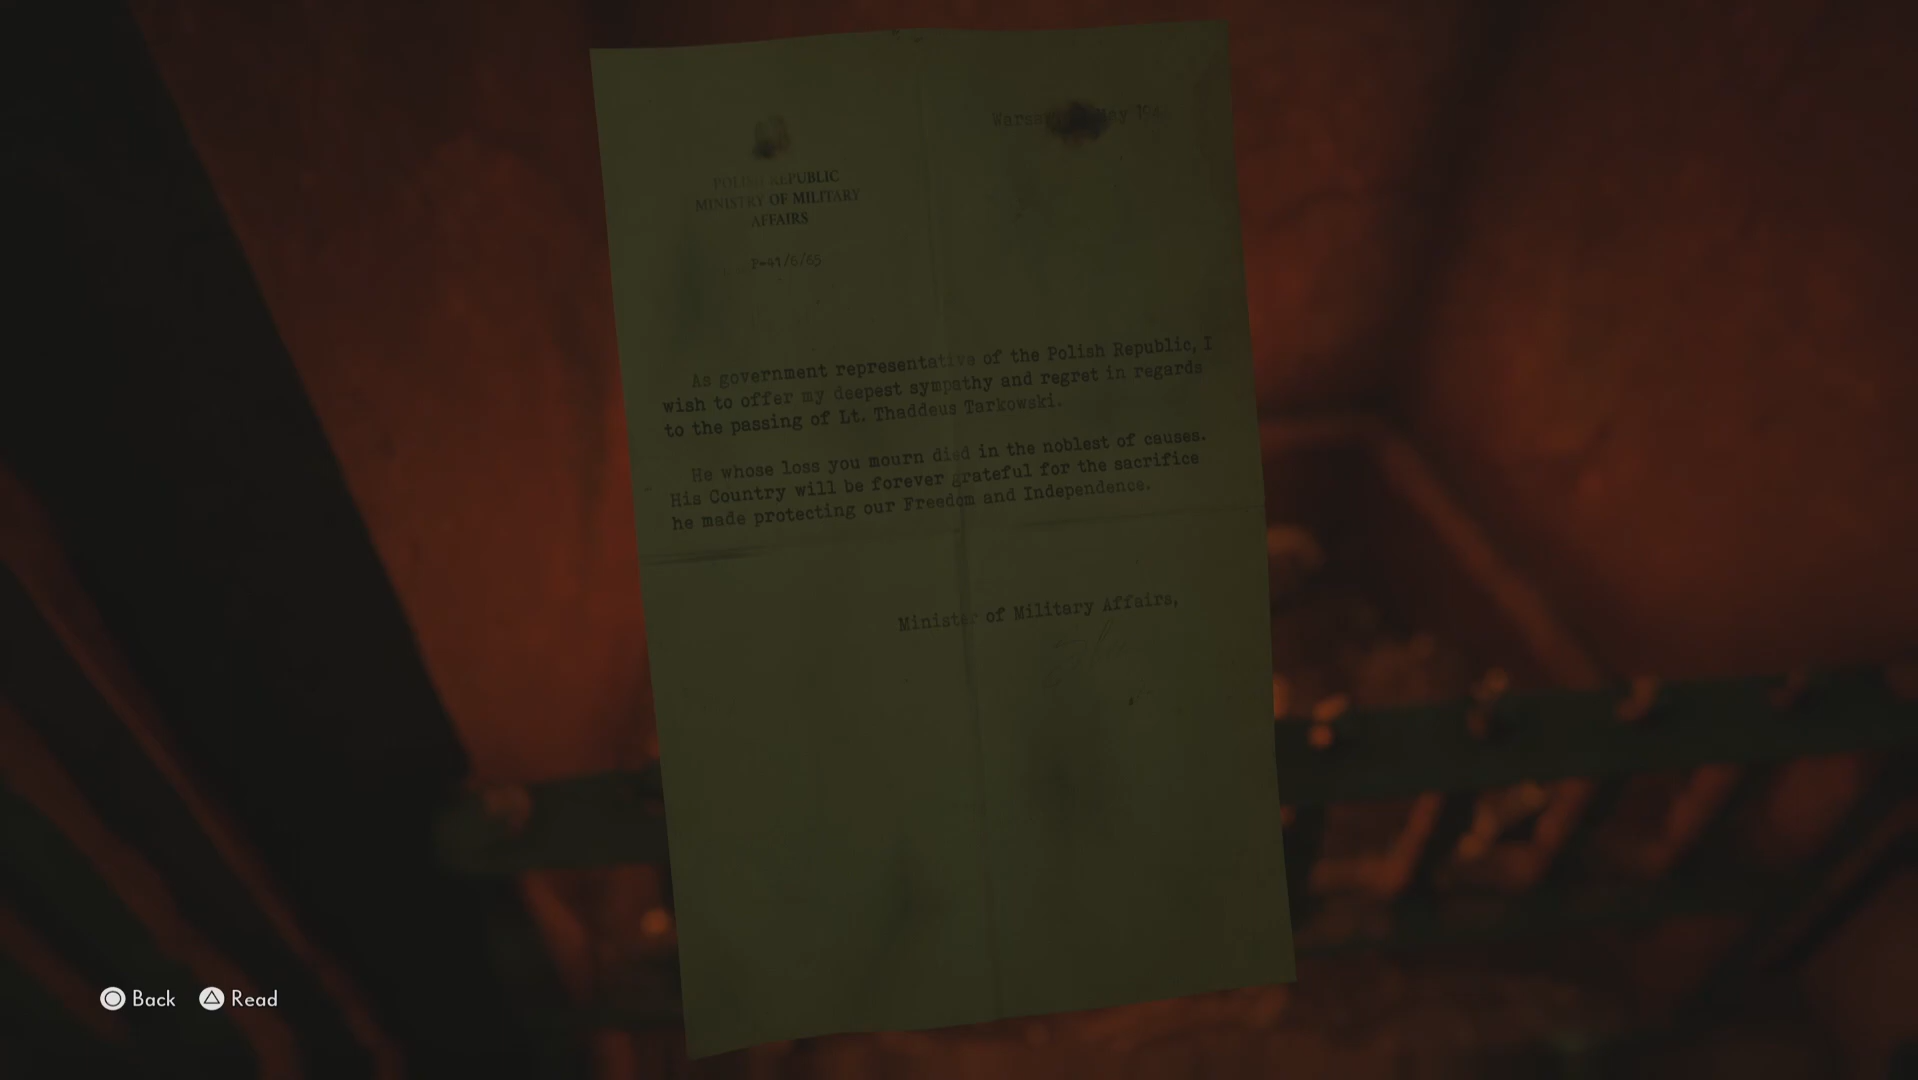 POLISH REPUBLIC
MINISTRY OF MILITARY
AFFAIRS
As government representative of the Polish Republic, I
wish to offer my deepest sympathy and regret in regards
to the passing of Lt. Thaddeus Tarkowski.
He whose loss you mourn died in the noblest of causes.
His Country will be forever grateful for the sacrifice
he made protecting our Freedom and Independence.
Minister of Military Affairs,
Back Read